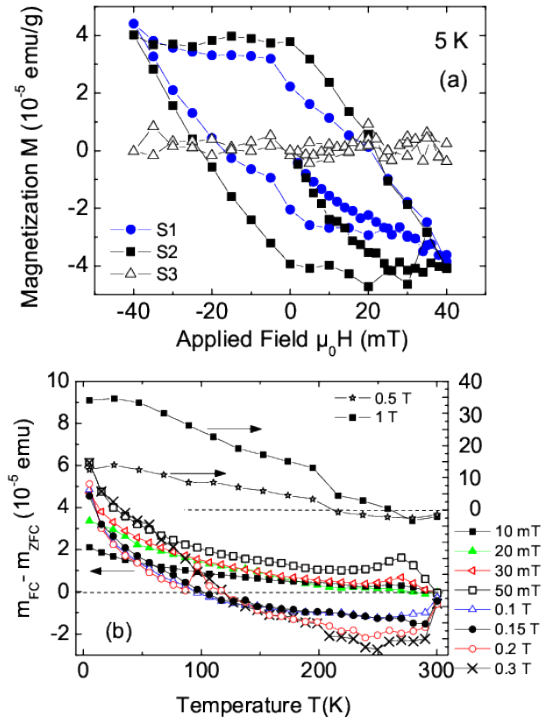 5 K
(a)
Magnetization M (10⁻⁵ emu/g)
4
2
0
-2
-4
S1
S2
S3
-40 -20 0 20 40
Applied Field μ₀H (mT)
10
8
6
4
2
0
-2
m_FC - m_ZFC (10⁻⁵ emu)
0.5 T
1 T
40
35
30
20
10
0
10 mT
20 mT
30 mT
50 mT
0.1 T
0.15 T
0.2 T
0.3 T
(b)
0 100 200 300
Temperature T(K)